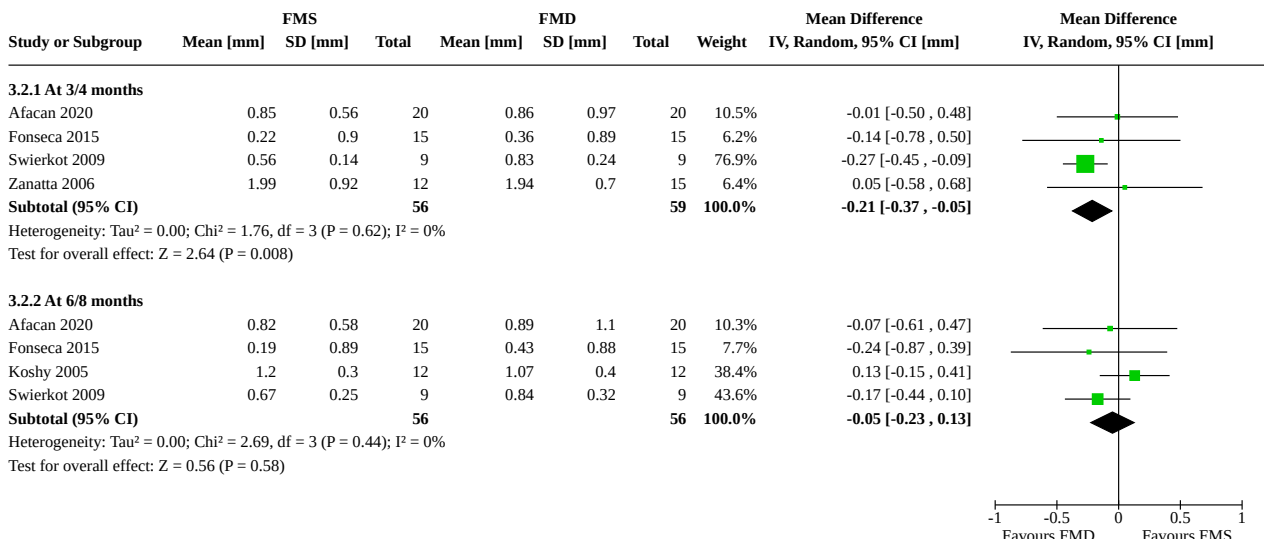 FMS FMD Mean Difference Mean Difference
Study or Subgroup Mean [mm] SD [mm] Total Mean [mm] SD [mm] Total Weight IV, Random, 95% CI [mm] IV, Random, 95% CI [mm]
3.2.1 At 3/4 months
Afacan 2020 0.85 0.56 20 0.86 0.97 20 10.5% -0.01 [-0.50 , 0.48]
Fonseca 2015 0.22 0.9 15 0.36 0.89 15 6.2% -0.14 [-0.78 , 0.50]
Swierkot 2009 0.56 0.14 9 0.83 0.24 9 76.9% -0.27 [-0.45 , -0.09]
Zanatta 2006 1.99 0.92 12 1.94 0.7 15 6.4% 0.05 [-0.58 , 0.68]
Subtotal (95% CI) 56 59 100.0% -0.21 [-0.37 , -0.05]
Heterogeneity: Tau² = 0.00; Chi² = 1.76, df = 3 (P = 0.62); I² = 0%
Test for overall effect: Z = 2.64 (P = 0.008)
3.2.2 At 6/8 months
Afacan 2020 0.82 0.58 20 0.89 1.1 20 10.3% -0.07 [-0.61 , 0.47]
Fonseca 2015 0.19 0.89 15 0.43 0.88 15 7.7% -0.24 [-0.87 , 0.39]
Koshy 2005 1.2 0.3 12 1.07 0.4 12 38.4% 0.13 [-0.15 , 0.41]
Swierkot 2009 0.67 0.25 9 0.84 0.32 9 43.6% -0.17 [-0.44 , 0.10]
Subtotal (95% CI) 56 56 100.0% -0.05 [-0.23 , 0.13]
Heterogeneity: Tau² = 0.00; Chi² = 2.69, df = 3 (P = 0.44); I² = 0%
Test for overall effect: Z = 0.56 (P = 0.58)
-1 -0.5 0 0.5 1
Favours FMD Favours FMS